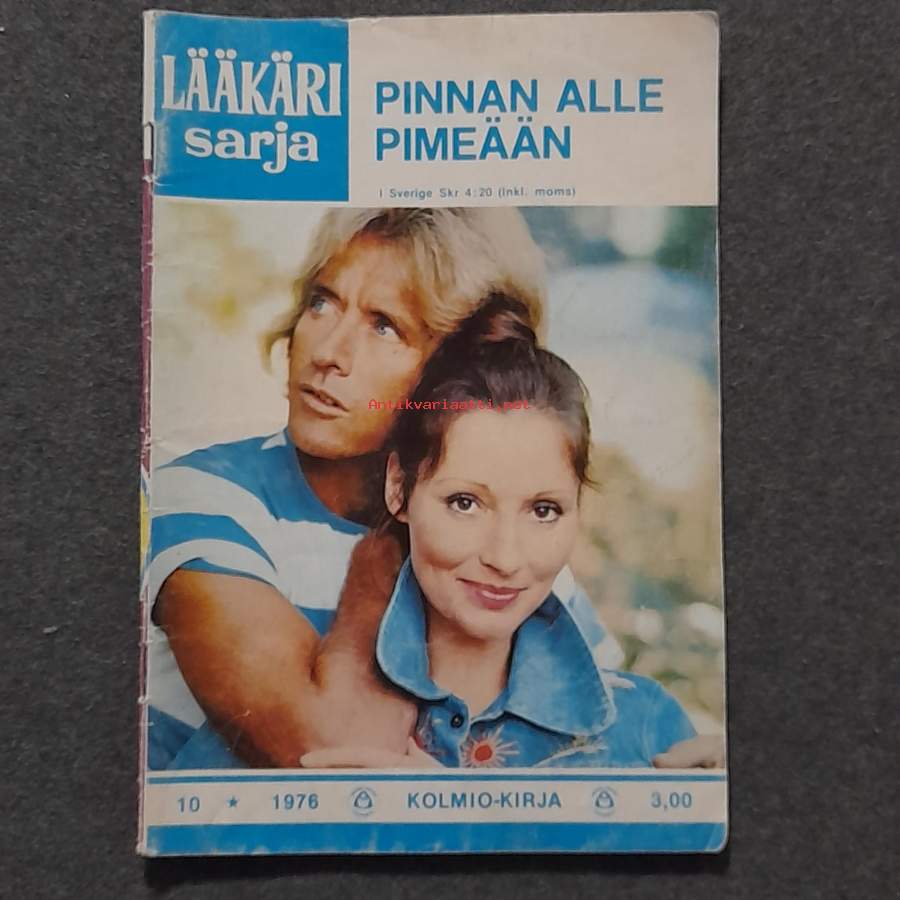 LÄÄKÄRI
sarja
PINNAN ALLE
PIMEÄÄN
I Sverige Skr 4:20 (Inkl. moms)
Antikvariaatti.net
10 ★ 1976 KOLMIO-KIRJA 3,00